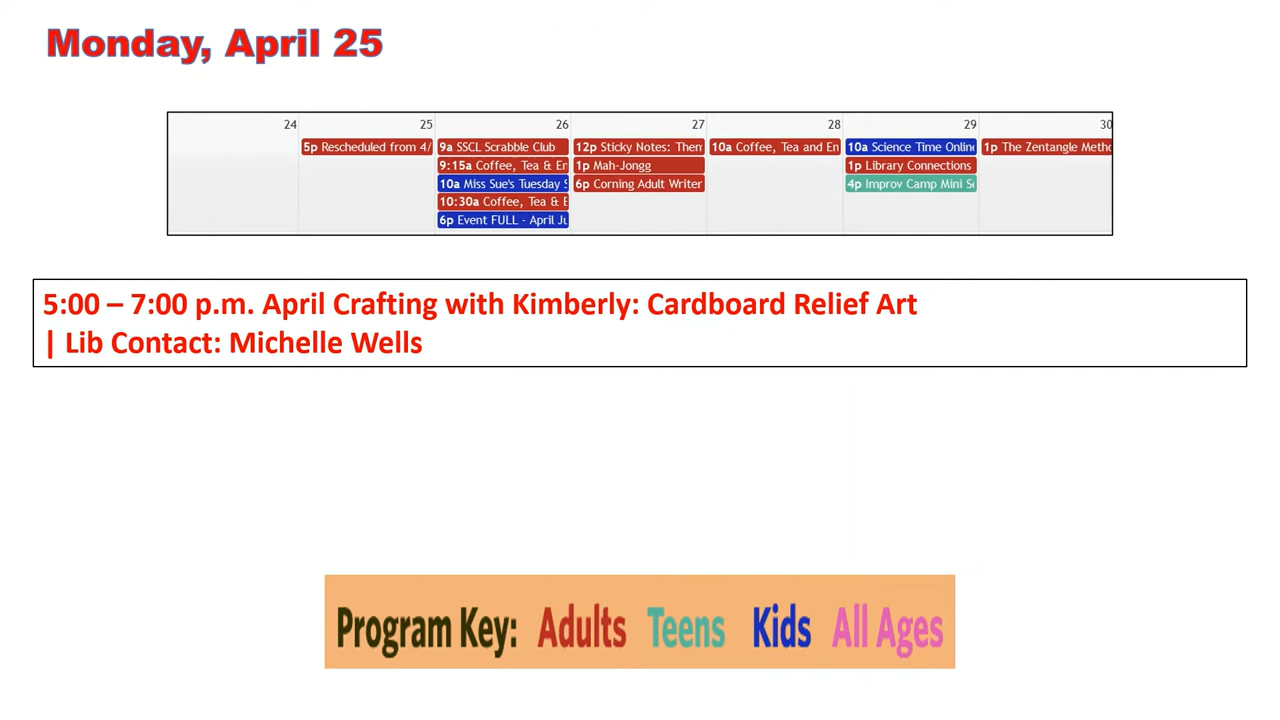 Monday, April 25
24 25 26 27 28 29 30
5p Rescheduled from 4/ 9a SSCL Scrabble Club 12p Sticky Notes: Them 10a Coffee, Tea and En 10a Science Time Online 1p The Zentangle Metho
9:15a Coffee, Tea & En 1p Mah-Jongg 1p Library Connections
10a Miss Sue's Tuesday S 6p Corning Adult Writer 4p Improv Camp Mini Se
10:30a Coffee, Tea & E
6p Event FULL - April Ju
5:00 – 7:00 p.m. April Crafting with Kimberly: Cardboard Relief Art
| Lib Contact: Michelle Wells
Program Key: Adults Teens Kids All Ages